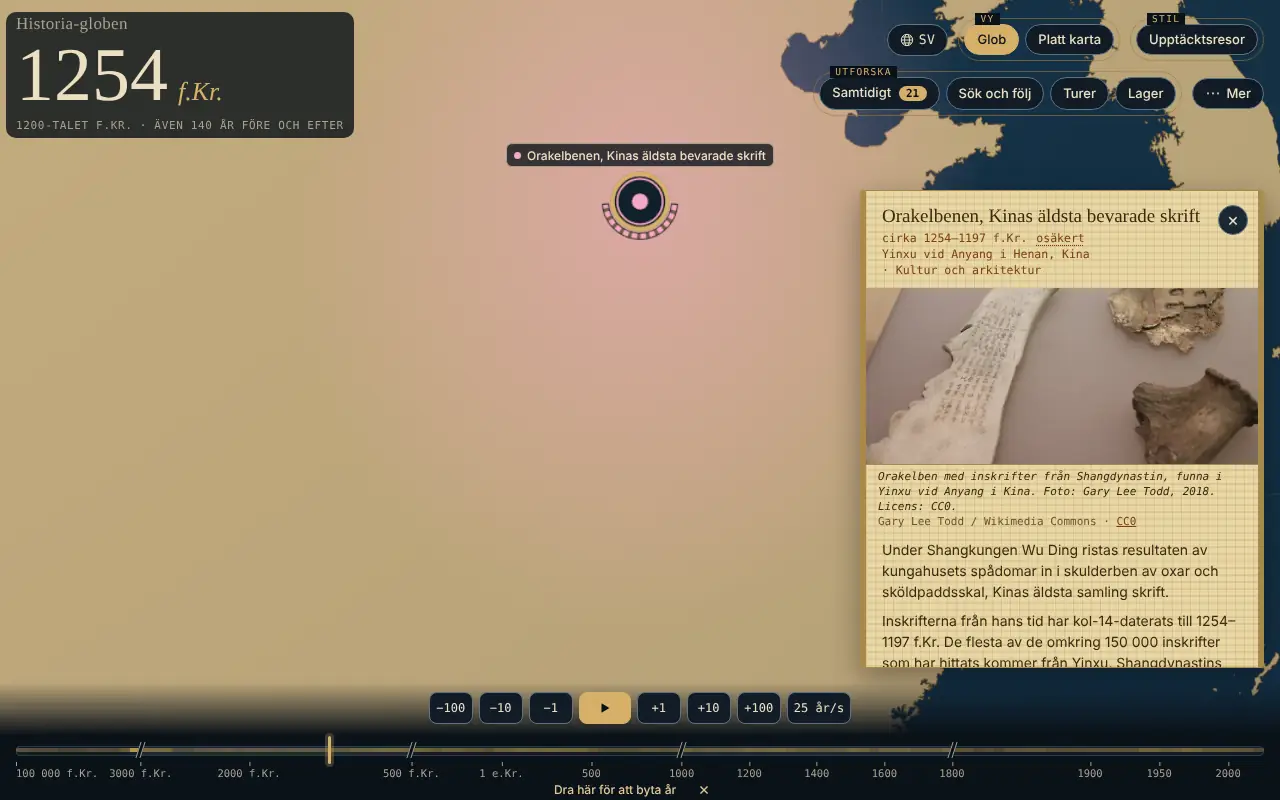 Historia-globen
1254 f.Kr.
1200-TALET F.KR. · ÄVEN 140 ÅR FÖRE OCH EFTER
SV
VY
Glob
Platt karta
STIL
Upptäcktsresor
UTFORSKA
Samtidigt 21
Sök och följ
Turer
Lager
··· Mer
Orakelbenen, Kinas äldsta bevarade skrift
Orakelbenen, Kinas äldsta bevarade skrift
cirka 1254–1197 f.Kr. osäkert
Yinxu vid Anyang i Henan, Kina
· Kultur och arkitektur
Orakelben med inskrifter från Shangdynastin, funna i
Yinxu vid Anyang i Kina. Foto: Gary Lee Todd, 2018.
Licens: CC0.
Gary Lee Todd / Wikimedia Commons · CC0
Under Shangkungen Wu Ding ristas resultaten av
kungahusets spådomar in i skulderben av oxar och
sköldpaddsskal, Kinas äldsta samling skrift.
Inskrifterna från hans tid har kol-14-daterats till 1254–
1197 f.Kr. De flesta av de omkring 150 000 inskrifter
som har hittats kommer från Yinxu, Shangdynastins
−100
−10
−1
+1
+10
+100
25 år/s
100 000 f.Kr.
3000 f.Kr.
2000 f.Kr.
500 f.Kr.
1 e.Kr.
500
1000
1200
1400
1600
1800
1900
1950
2000
Dra här för att byta år ×